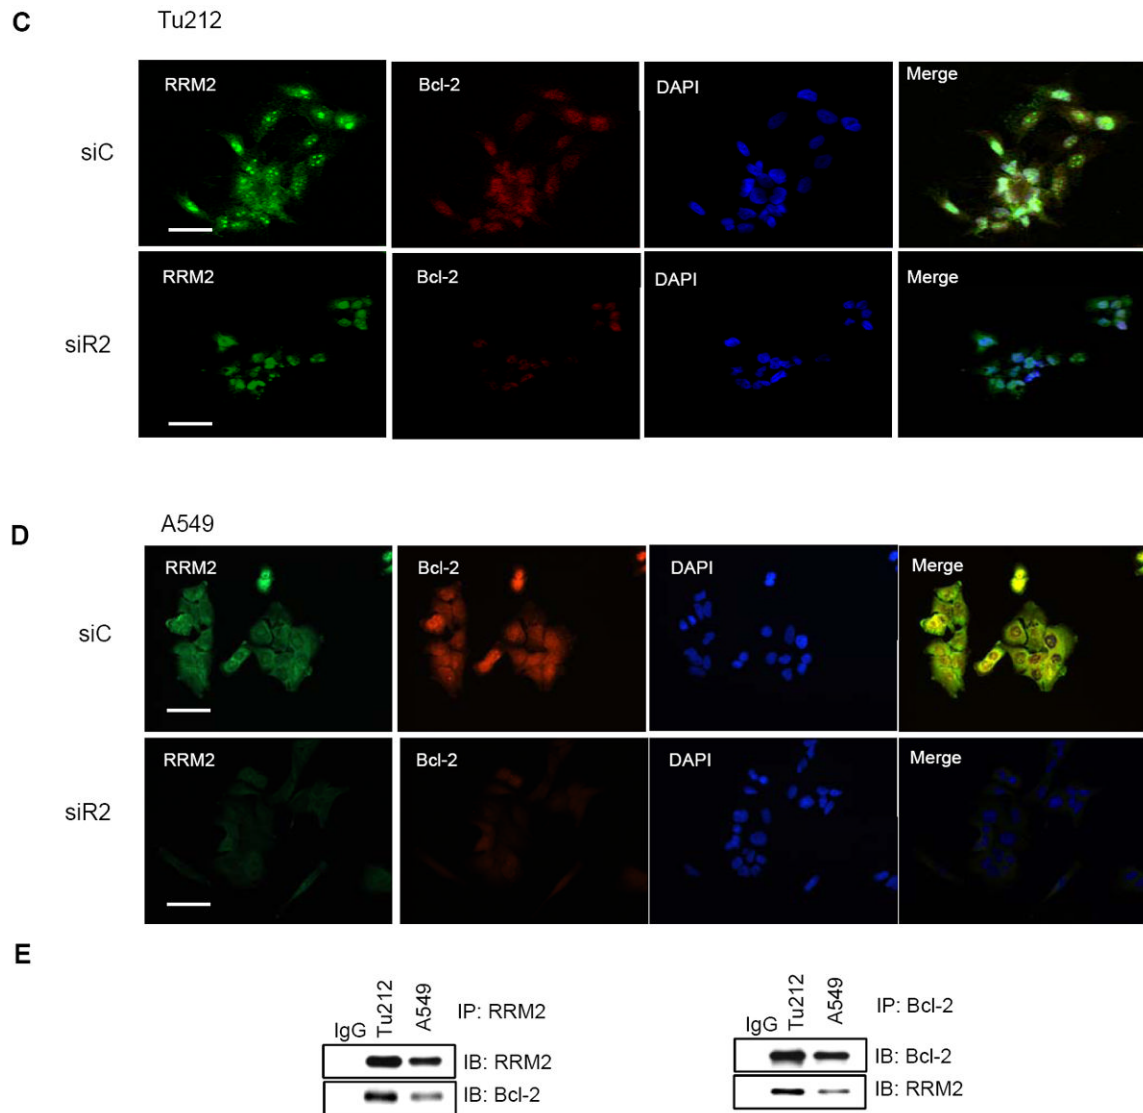 C
Tu212
siC
RRM2
Bcl-2
DAPI
Merge
siR2
RRM2
Bcl-2
DAPI
Merge
D
A549
siC
RRM2
Bcl-2
DAPI
Merge
siR2
RRM2
Bcl-2
DAPI
Merge
E
IgG
Tu212
A549
IP: RRM2
IB: RRM2
IB: Bcl-2
IgG
Tu212
A549
IP: Bcl-2
IB: Bcl-2
IB: RRM2